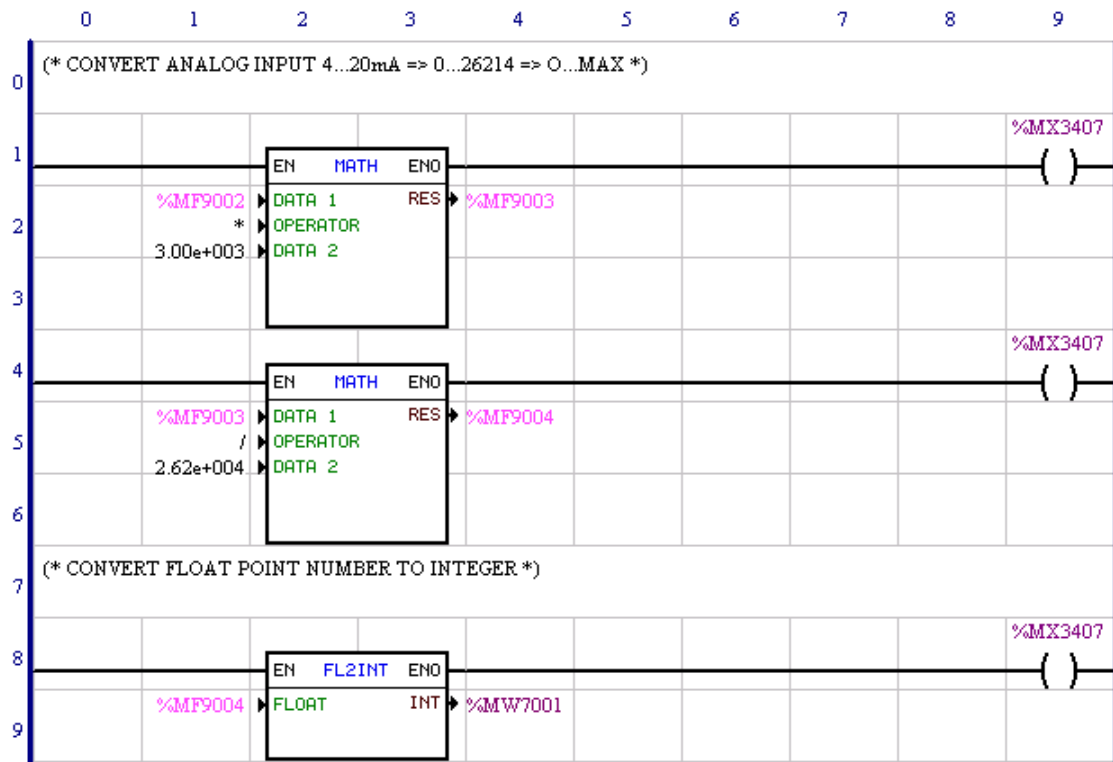 0 1 2 3 4 5 6 7 8 9
0 (* CONVERT ANALOG INPUT 4...20mA => 0...26214 => O...MAX *)
%MX3407
1 EN MATH ENO ( )
%MF9002 DATA 1 RES %MF9003
2 * OPERATOR
3.00e+003 DATA 2
3
%MX3407
4 EN MATH ENO ( )
%MF9003 DATA 1 RES %MF9004
5 / OPERATOR
2.62e+004 DATA 2
6
(* CONVERT FLOAT POINT NUMBER TO INTEGER *)
7
%MX3407
8 EN FL2INT ENO ( )
%MF9004 FLOAT INT %MW7001
9